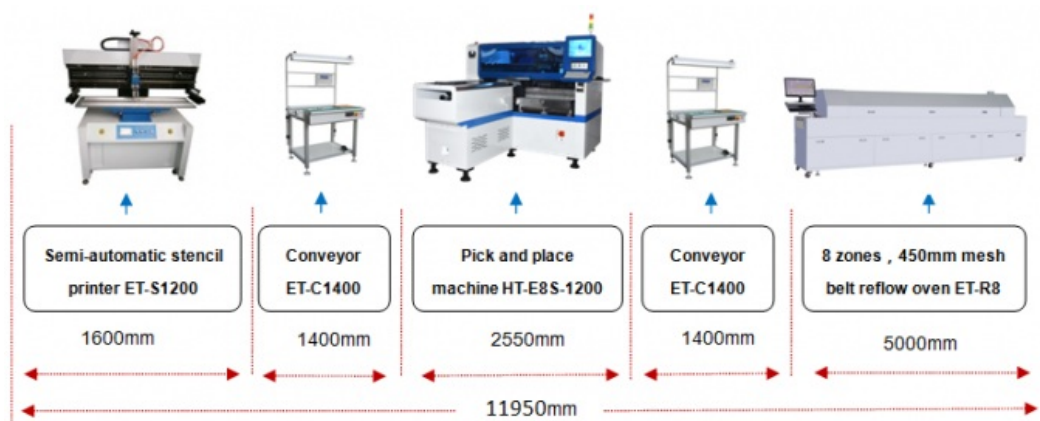 Semi-automatic stencil
printer ET-S1200
Conveyor
ET-C1400
Pick and place
machine HT-E8S-1200
Conveyor
ET-C1400
8 zones , 450mm mesh
belt reflow oven ET-R8
1600mm
1400mm
2550mm
1400mm
5000mm
11950mm